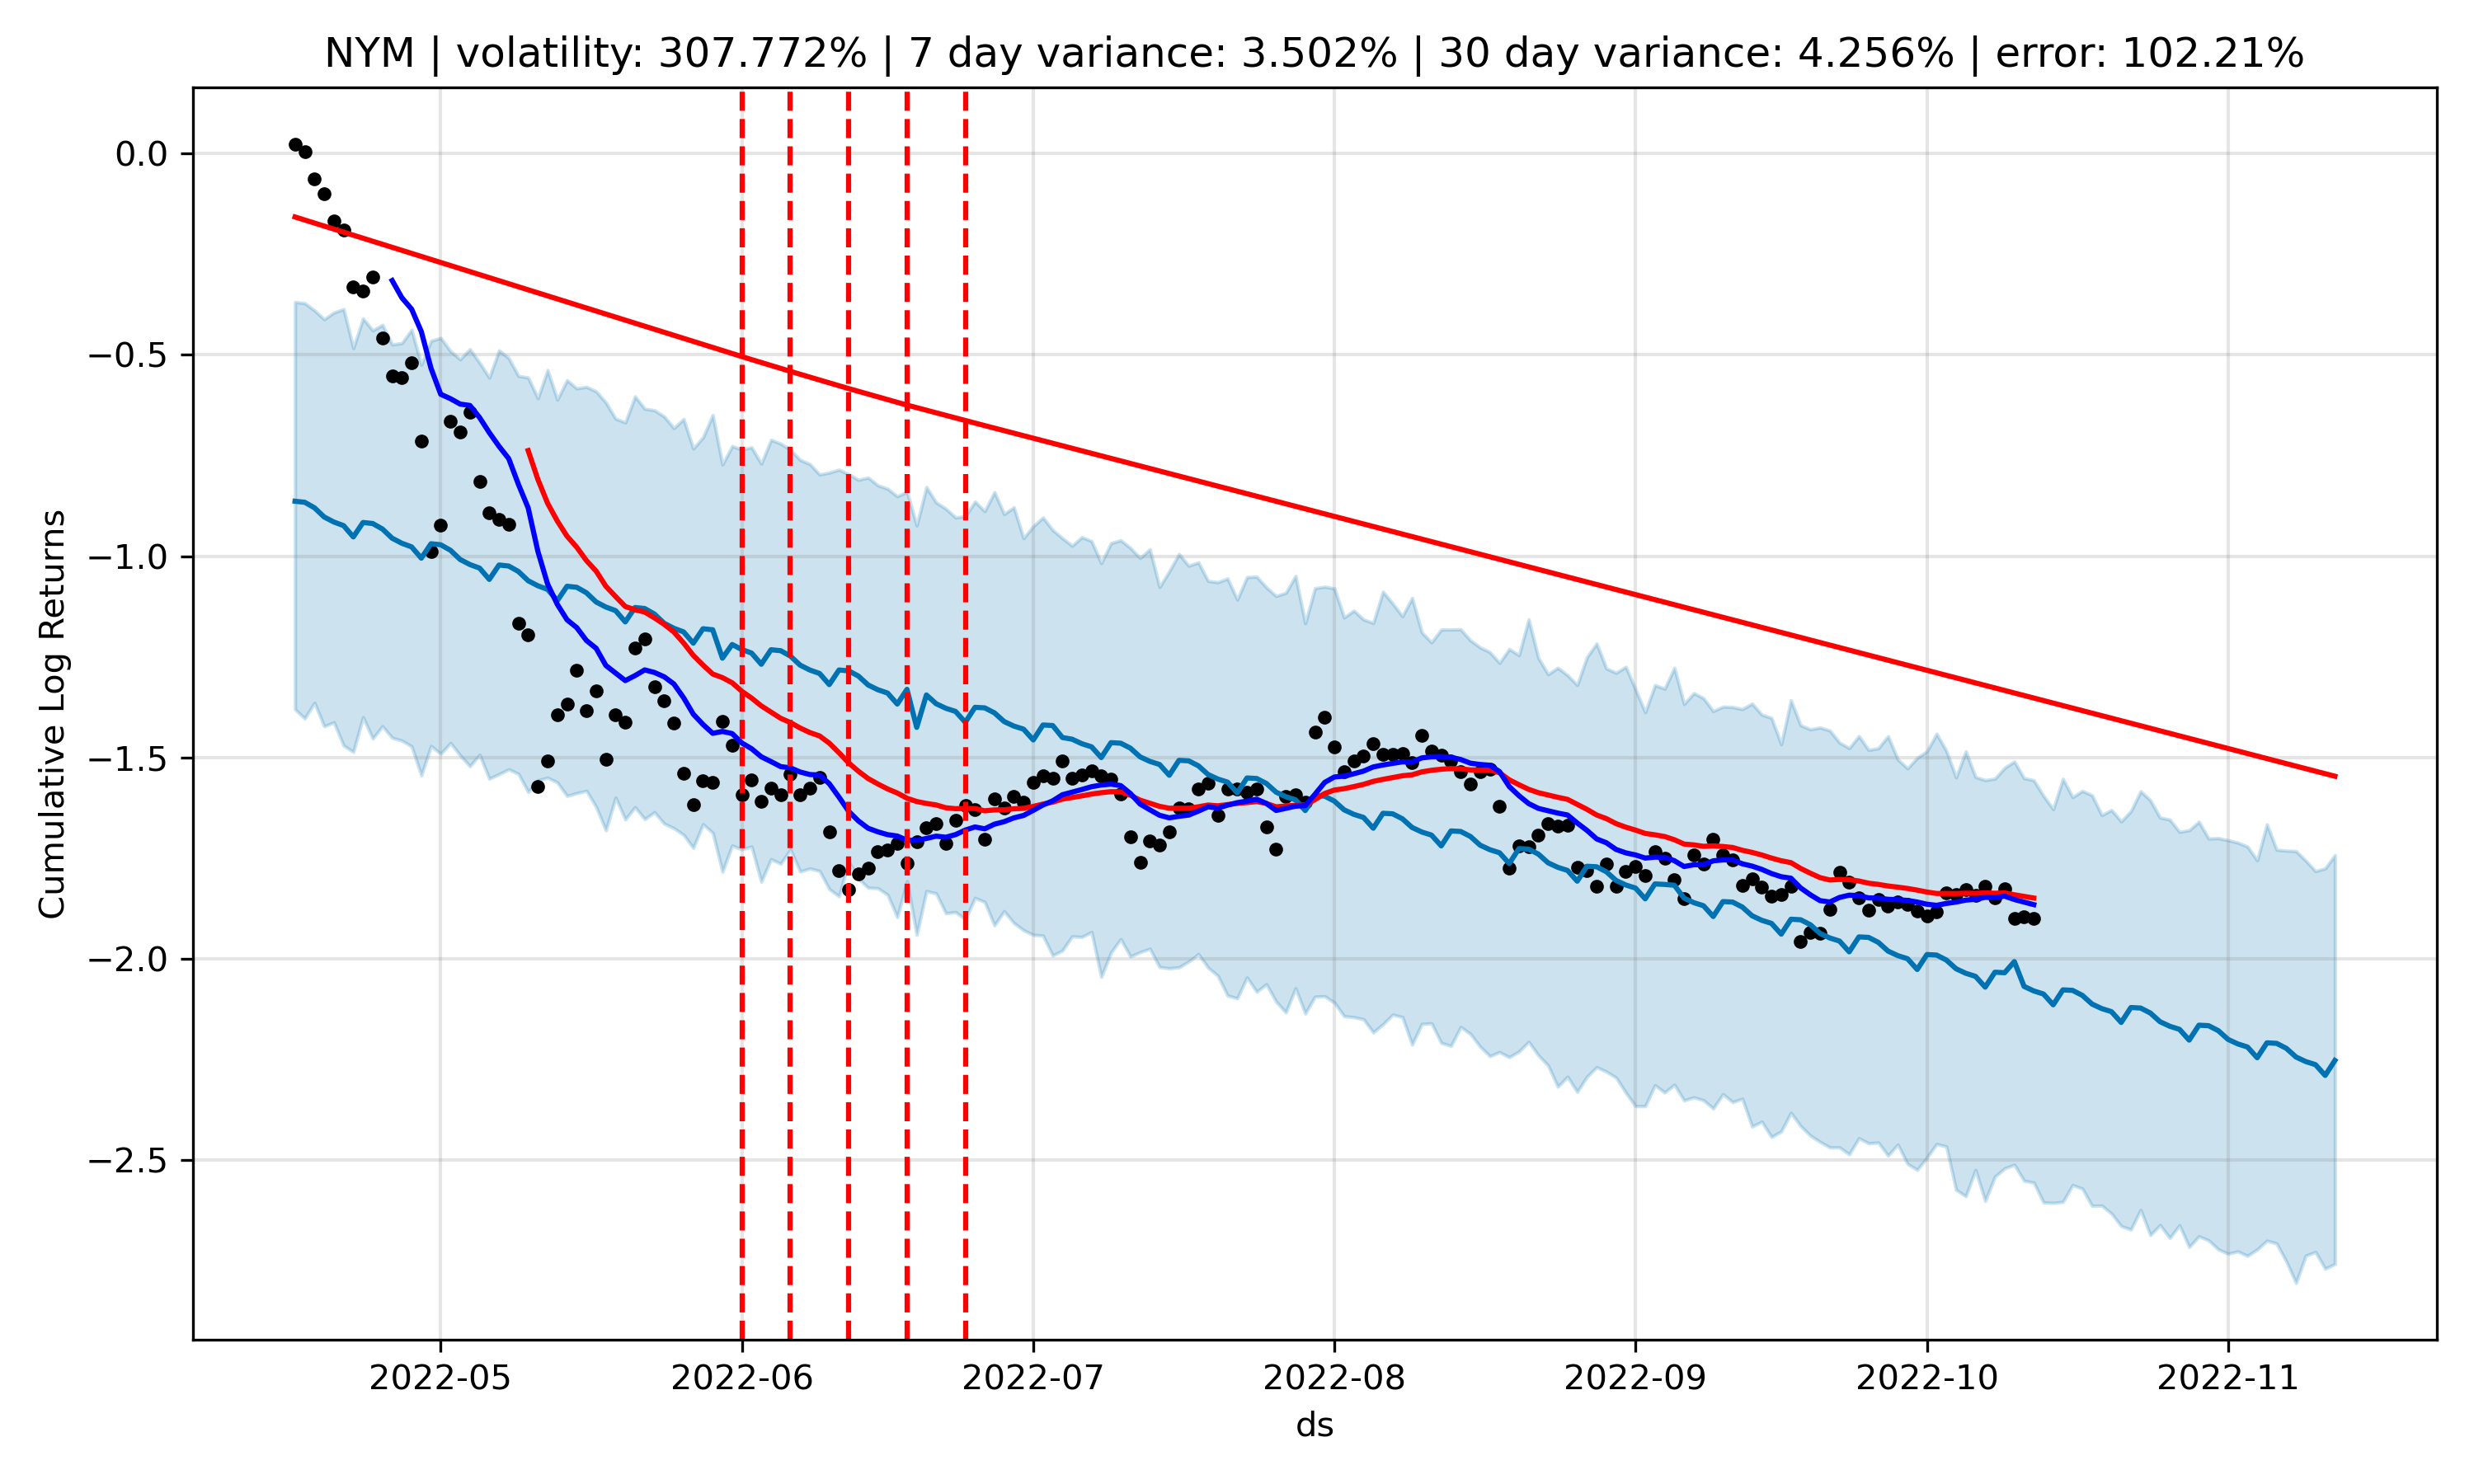 NYM | volatility: 307.772% | 7 day variance: 3.502% | 30 day variance: 4.256% | error: 102.21%
0.0
−0.5
−1.0
−1.5
−2.0
−2.5
Cumulative Log Returns
2022-05 2022-06 2022-07 2022-08 2022-09 2022-10 2022-11
ds